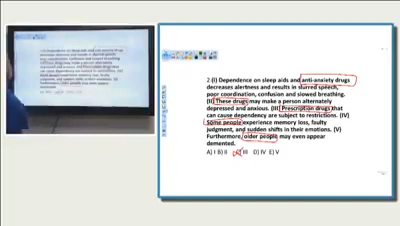 2 (I) Dependence on sleep aids and anti-anxiety drugs
decreases alertness and results in slurred speech,
poor coordination, confusion and slowed breathing.
(II) These drugs may make a person alternately
depressed and anxious. (III) Prescription drugs that
can cause dependency are subject to restrictions. (IV)
Some people experience memory loss, faulty
judgment, and sudden shifts in their emotions. (V)
Furthermore, older people may even appear
demented.
A) I B) II C) III D) IV E) V